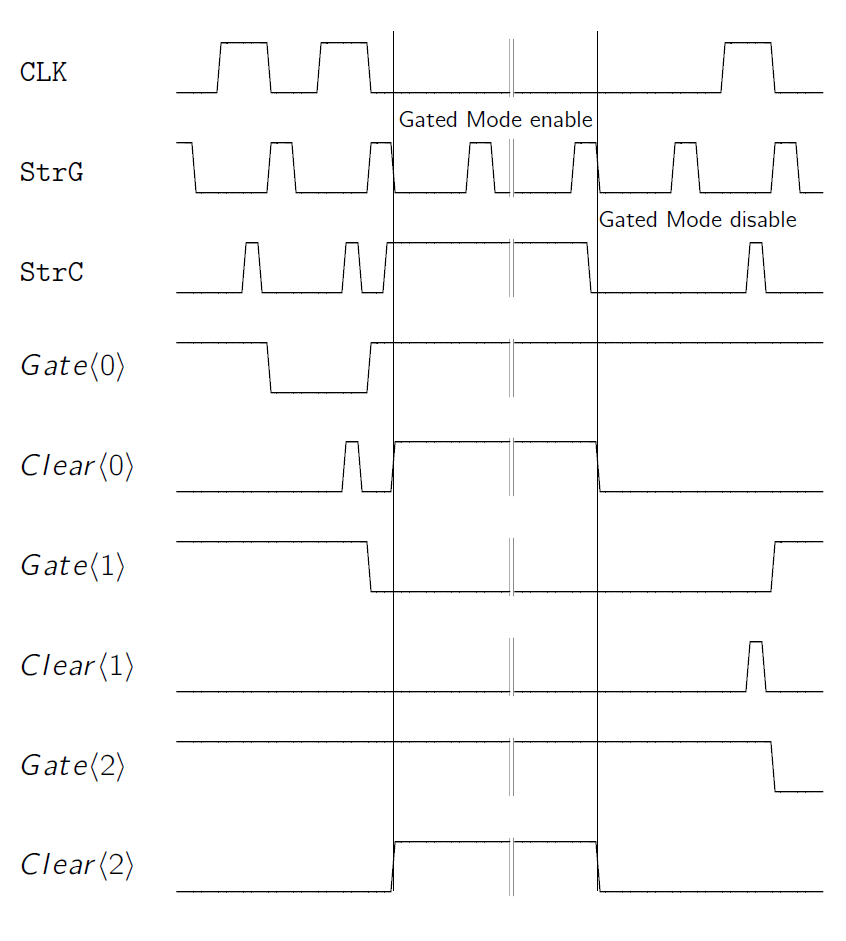 CLK
Gated Mode enable
StrG
Gated Mode disable
StrC
Gate⟨0⟩
Clear⟨0⟩
Gate⟨1⟩
Clear⟨1⟩
Gate⟨2⟩
Clear⟨2⟩